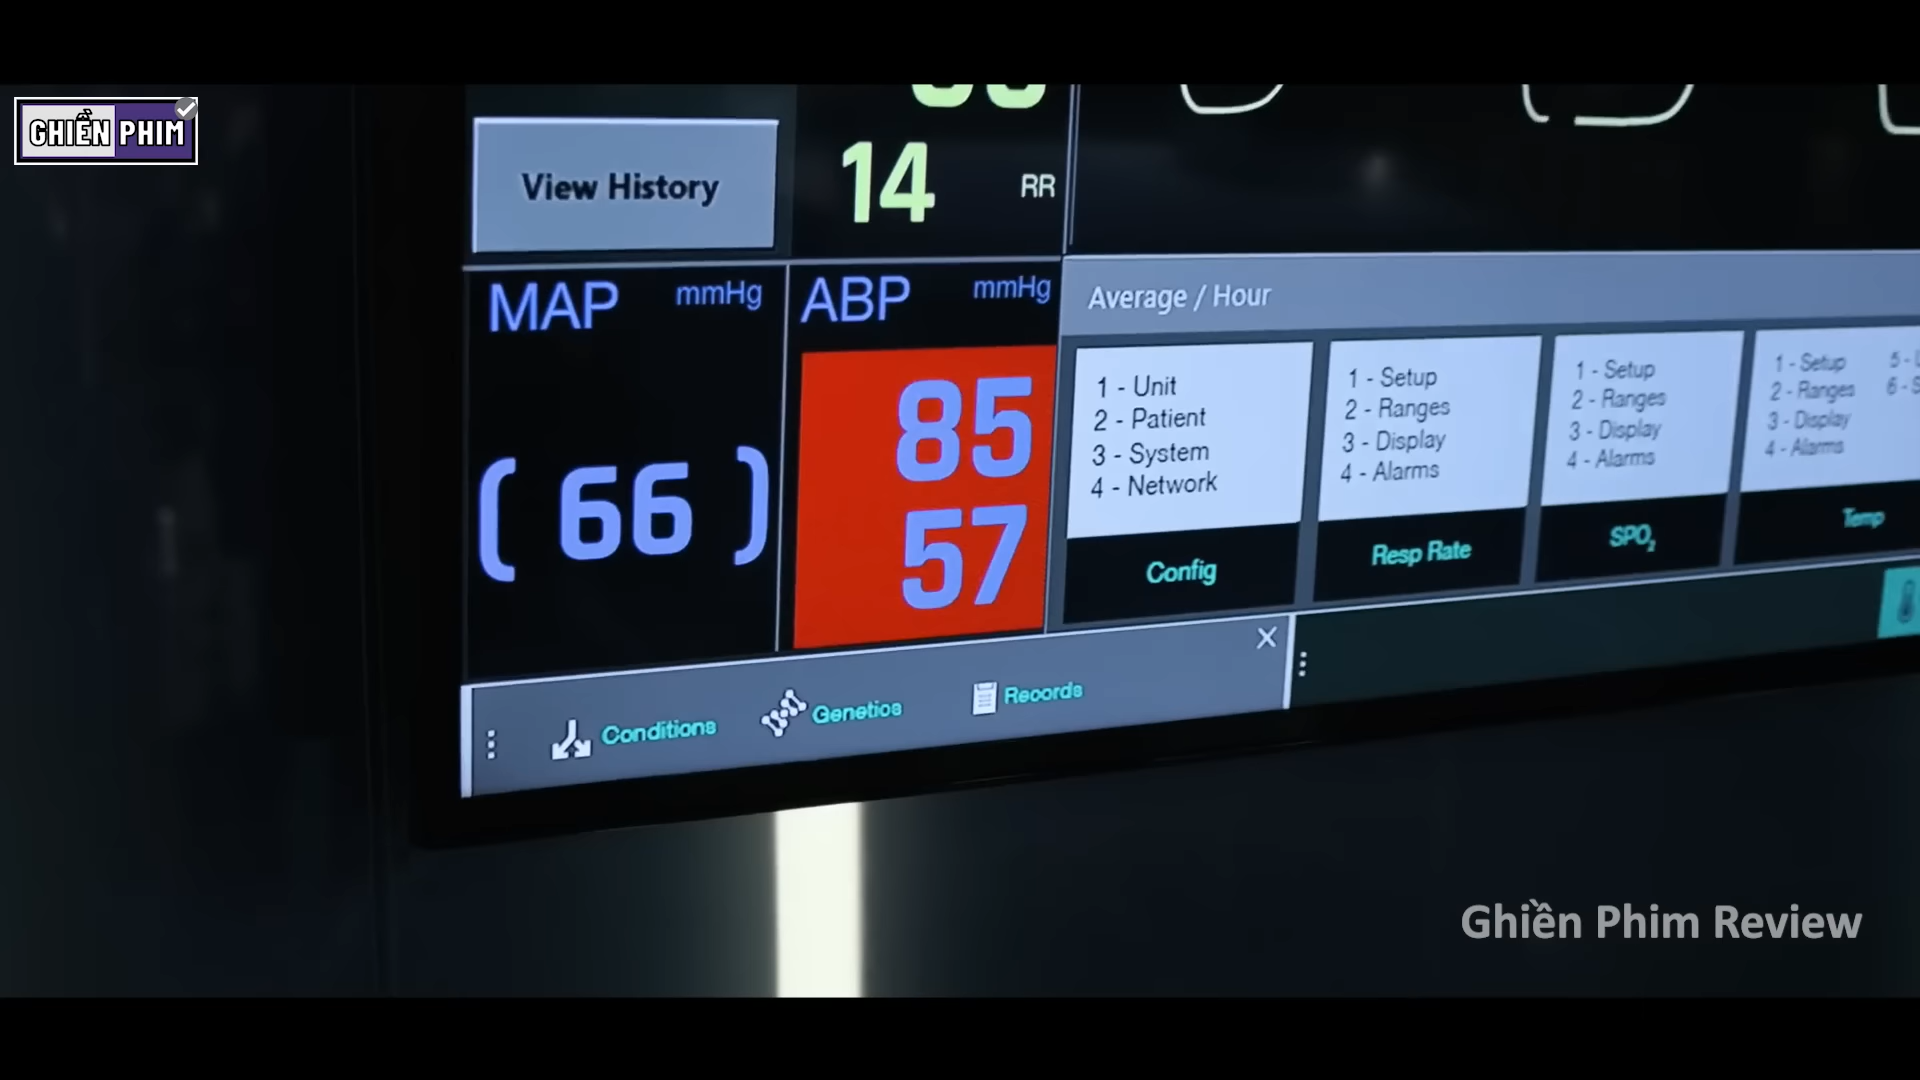 GHIỀN PHIM
View History
14 RR
MAP mmHg
ABP mmHg
( 66 )
85
57
Average / Hour
1 - Unit
2 - Patient
3 - System
4 - Network
Config
1 - Setup
2 - Ranges
3 - Display
4 - Alarms
Resp Rate
1 - Setup
2 - Ranges
3 - Display
4 - Alarms
SPO₂
1 - Setup
2 - Ranges
3 - Display
4 - Alarms
Temp
Conditions
Genetics
Records
Ghiền Phim Review